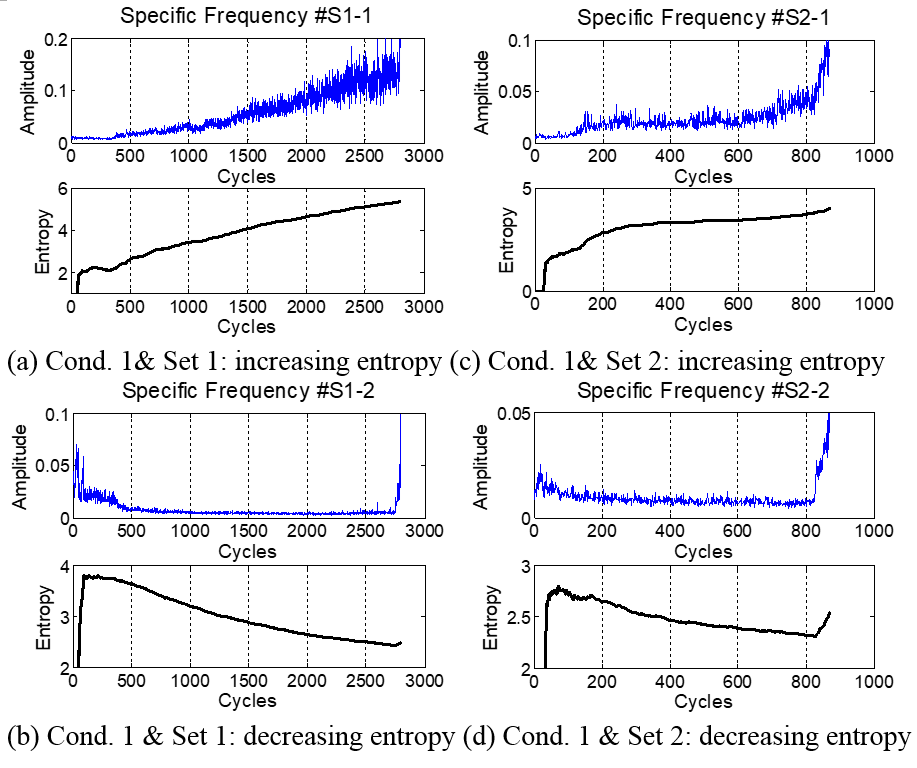 Specific Frequency #S1-1
0.2
0.1
0
Amplitude
0 500 1000 1500 2000 2500 3000
Cycles
6
4
2
Entropy
0 500 1000 1500 2000 2500 3000
Cycles
Specific Frequency #S2-1
0.1
0.05
0
Amplitude
0 200 400 600 800 1000
Cycles
5
0
Entropy
0 200 400 600 800 1000
Cycles
(a) Cond. 1& Set 1: increasing entropy (c) Cond. 1& Set 2: increasing entropy
Specific Frequency #S1-2
0.1
0.05
0
Amplitude
0 500 1000 1500 2000 2500 3000
Cycles
4
3
2
Entropy
0 500 1000 1500 2000 2500 3000
Cycles
Specific Frequency #S2-2
0.05
0
Amplitude
0 200 400 600 800 1000
Cycles
3
2.5
2
Entropy
0 200 400 600 800 1000
Cycles
(b) Cond. 1 & Set 1: decreasing entropy (d) Cond. 1 & Set 2: decreasing entropy